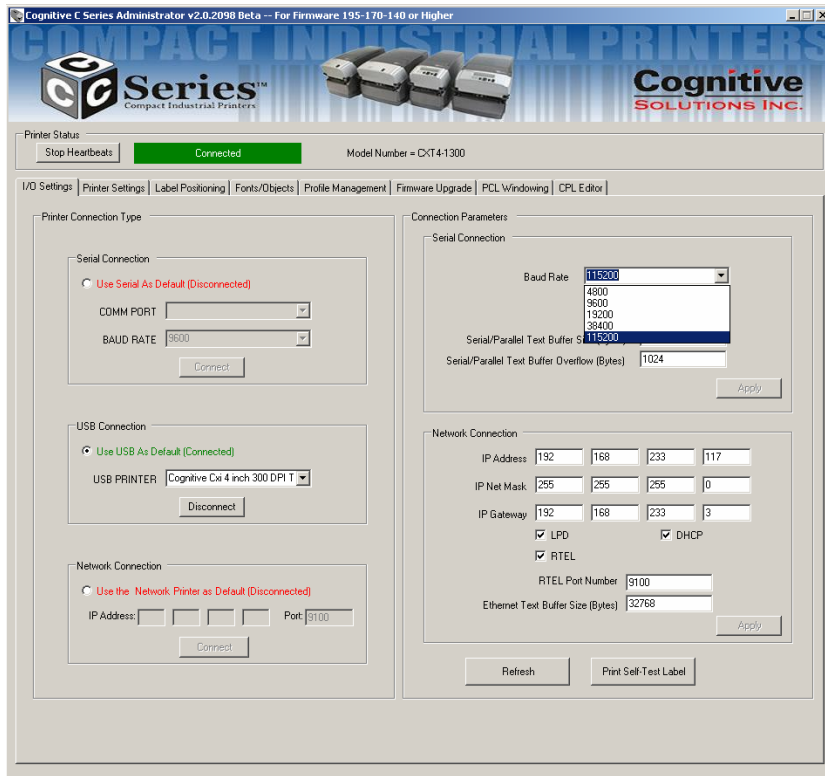 Cognitive C Series Administrator v2.0.2098 Beta -- For Firmware 195-170-140 or Higher
COMPACT INDUSTRIAL PRINTERS
C C C Series™
Compact Industrial Printers
Cognitive
SOLUTIONS INC.
Printer Status
Stop Heartbeats Connected Model Number = CXT4-1300
I/O Settings Printer Settings Label Positioning Fonts/Objects Profile Management Firmware Upgrade PCL Windowing CPL Editor
Printer Connection Type
Serial Connection
Use Serial As Default (Disconnected)
COMM PORT
BAUD RATE 9600
Connect
USB Connection
Use USB As Default (Connected)
USB PRINTER Cognitive Cxi 4 inch 300 DPI T
Disconnect
Network Connection
Use the Network Printer as Default (Disconnected)
IP Address: Port: 9100
Connect
Connection Parameters
Serial Connection
Baud Rate 115200
4800
9600
19200
38400
115200
Serial/Parallel Text Buffer
Serial/Parallel Text Buffer Overflow (Bytes) 1024
Apply
Network Connection
IP Address 192 168 233 117
IP Net Mask 255 255 255 0
IP Gateway 192 168 233 3
LPD DHCP
RTEL
RTEL Port Number 9100
Ethernet Text Buffer Size (Bytes) 32768
Apply
Refresh Print Self-Test Label